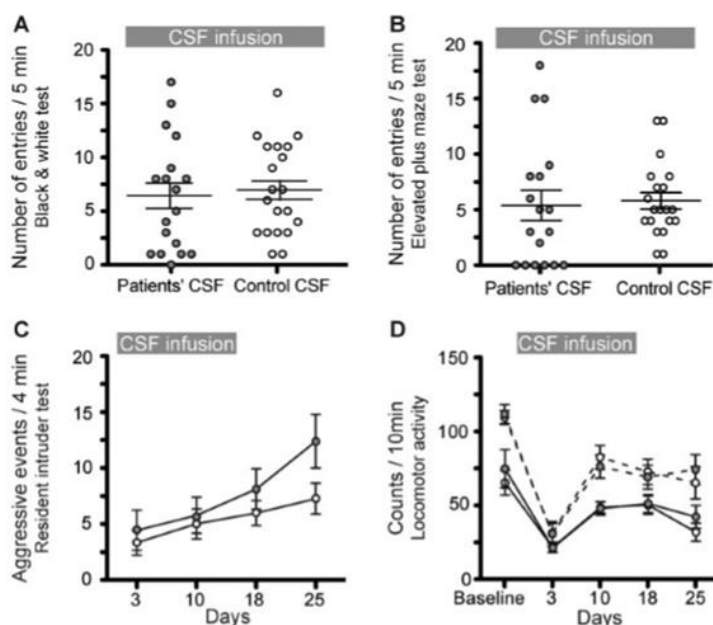 A
CSF infusion
Number of entries / 5 min
Black & white test
20
15
10
5
0
Patients' CSF Control CSF
B
CSF infusion
Number of entries / 5 min
Elevated plus maze test
20
15
10
5
0
Patients' CSF Control CSF
C
CSF infusion
Aggressive events / 4 min
Resident intruder test
20
15
10
5
0
3 10 18 25
Days
D
CSF infusion
Counts / 10min
Locomotor activity
150
100
75
50
0
Baseline 3 10 18 25
Days